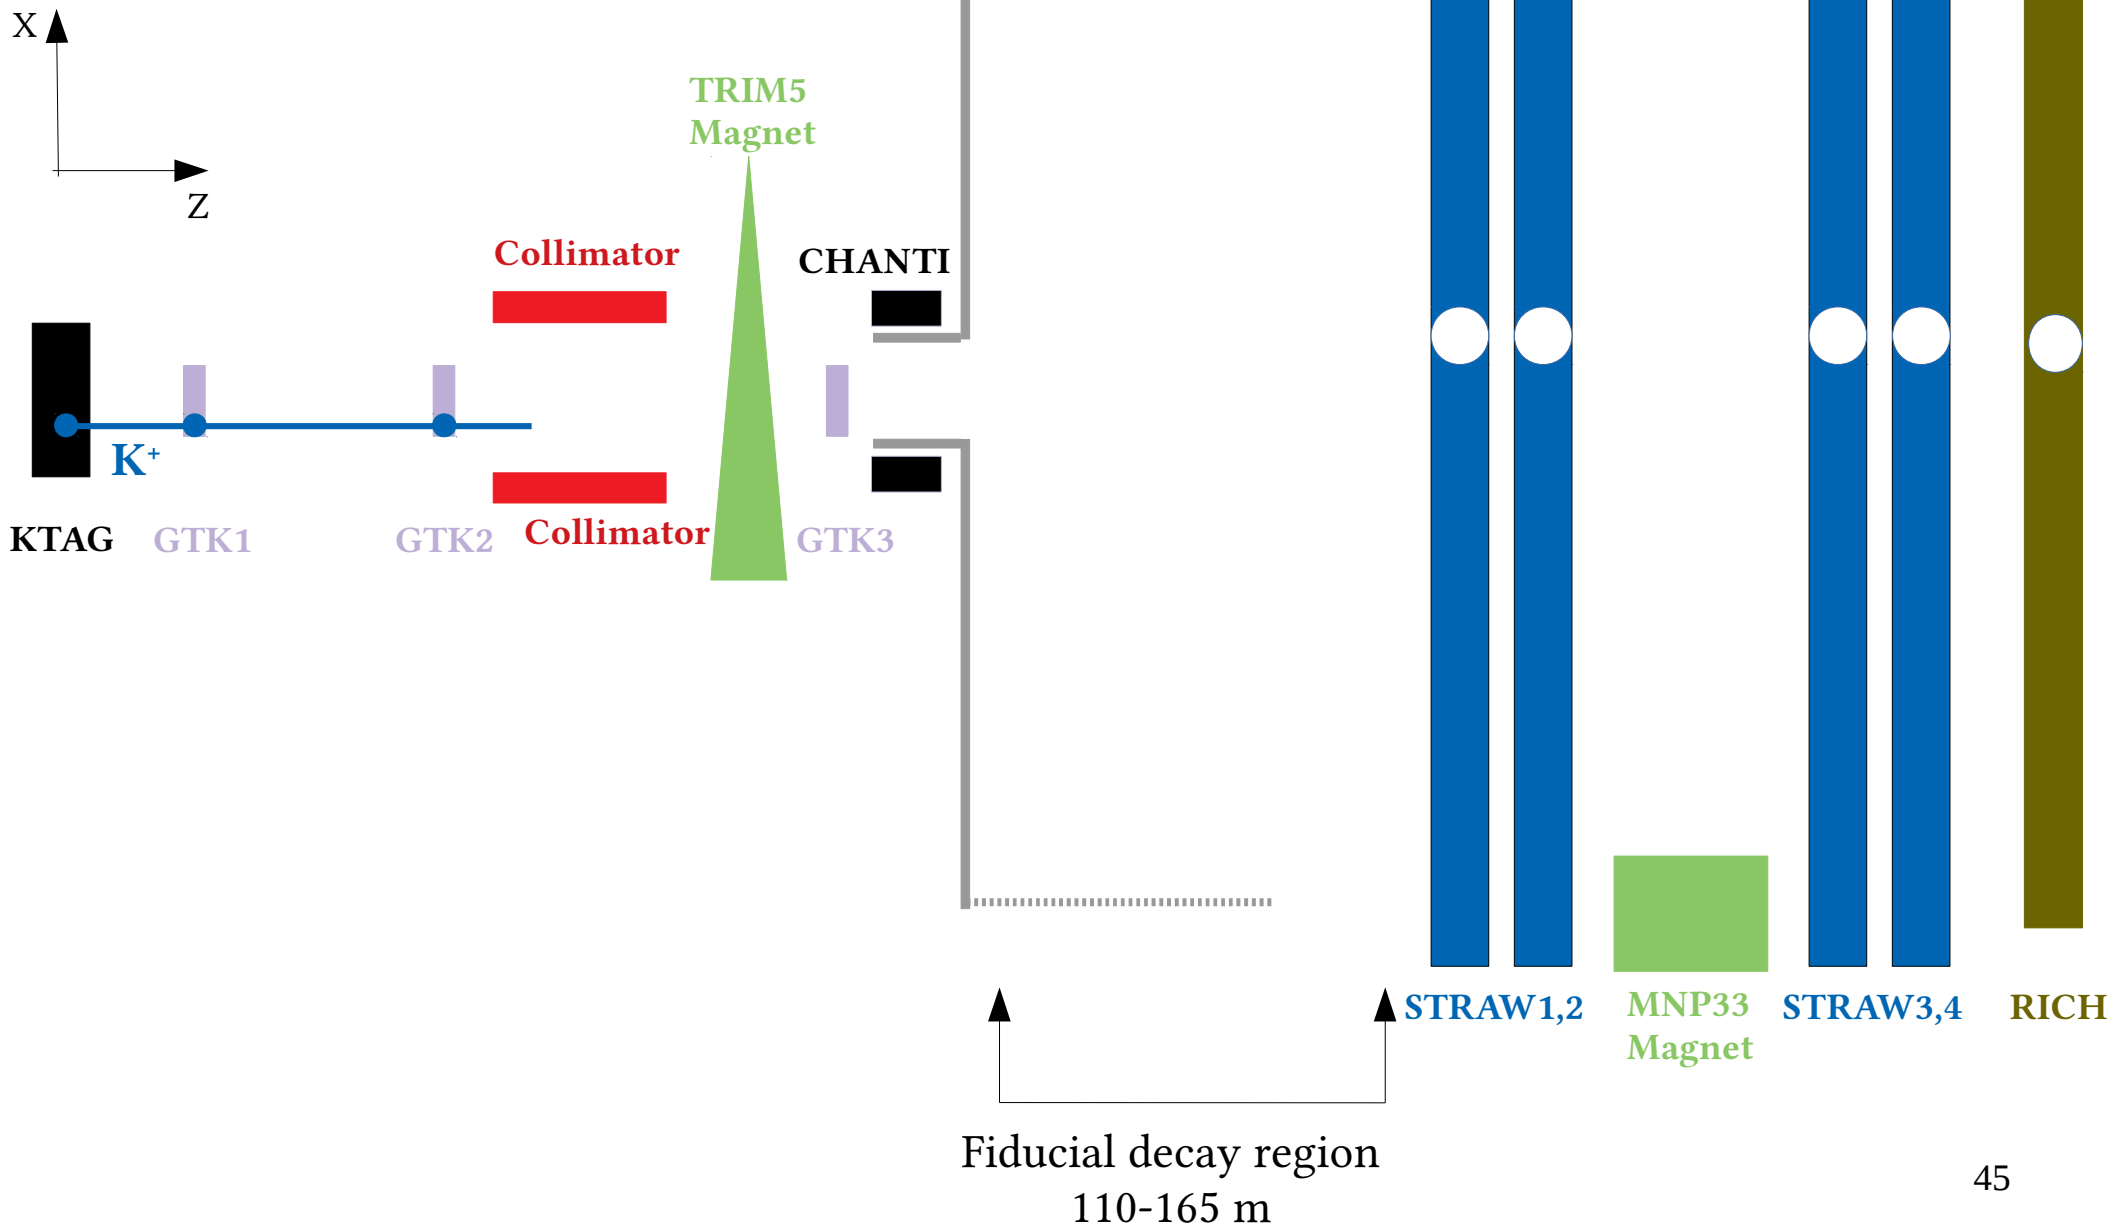 X
Z
TRIM5
Magnet
Collimator
CHANTI
K⁺
KTAG
GTK1
GTK2
Collimator
GTK3
STRAW1,2
MNP33
Magnet
STRAW3,4
RICH
Fiducial decay region
110-165 m
45